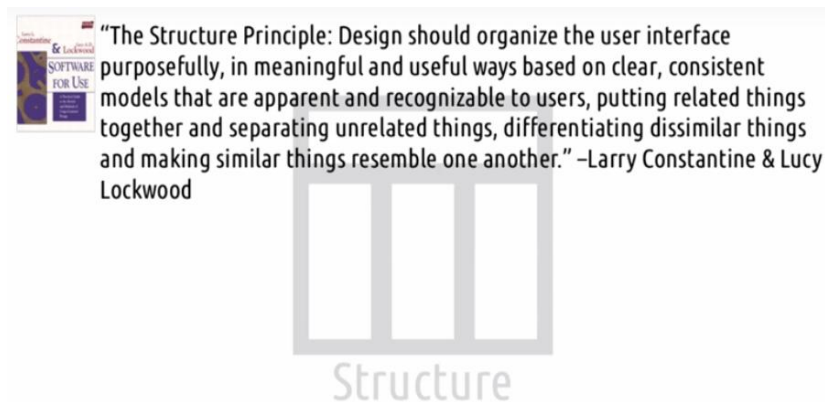 Constantine
& Lockwood
SOFTWARE
FOR USE
“The Structure Principle: Design should organize the user interface
purposefully, in meaningful and useful ways based on clear, consistent
models that are apparent and recognizable to users, putting related things
together and separating unrelated things, differentiating dissimilar things
and making similar things resemble one another.” –Larry Constantine & Lucy
Lockwood
Structure